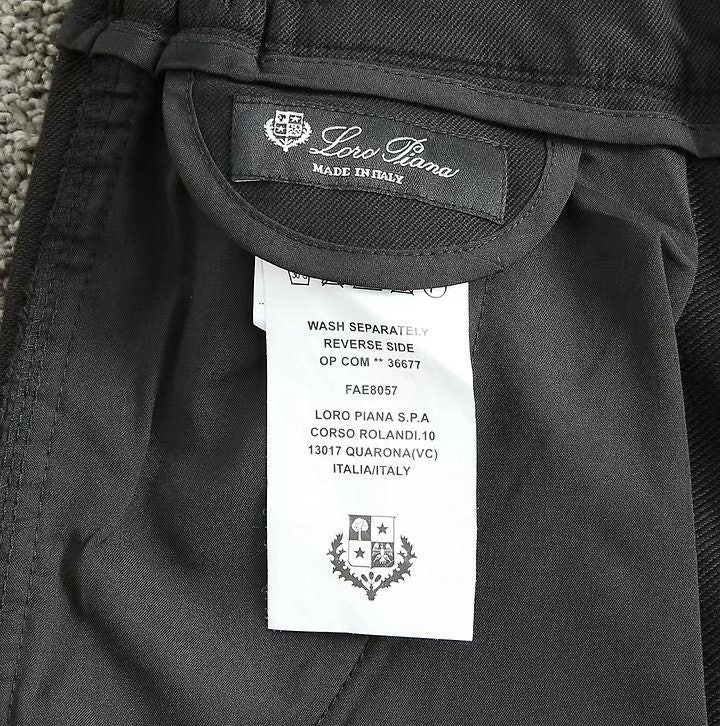 Loro Piana
MADE IN ITALY
WASH SEPARATELY
REVERSE SIDE
OP COM ** 36677
FAE8057
LORO PIANA S.P.A
CORSO ROLANDI.10
13017 QUARONA(VC)
ITALIA/ITALY